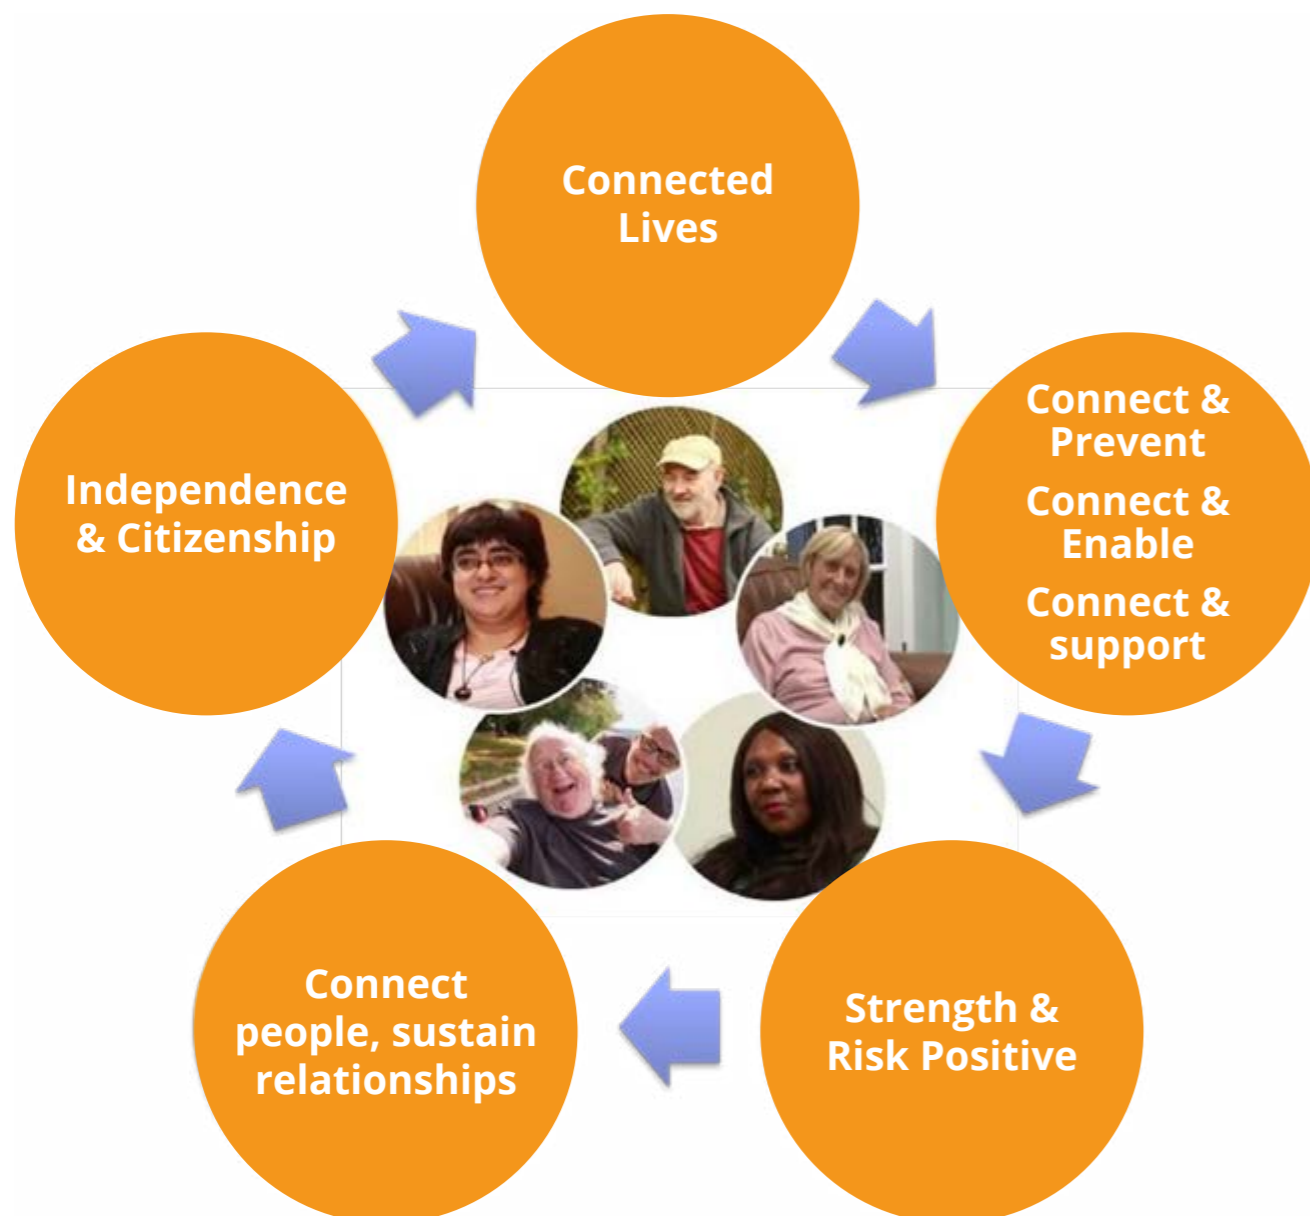 Connected
Lives
Connect &
Prevent
Connect &
Enable
Connect &
support
Strength &
Risk Positive
Connect
people, sustain
relationships
Independence
& Citizenship